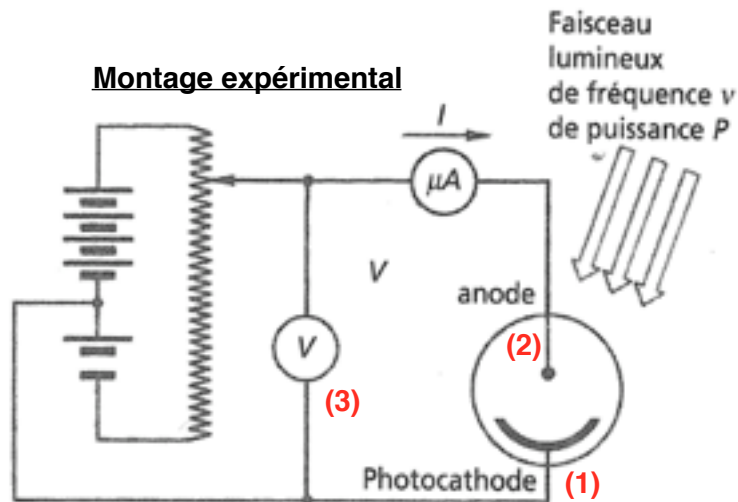 Faisceau
lumineux
de fréquence ν
de puissance P
Montage expérimental
I
μA
V
anode
V
(2)
(3)
Photocathode
(1)